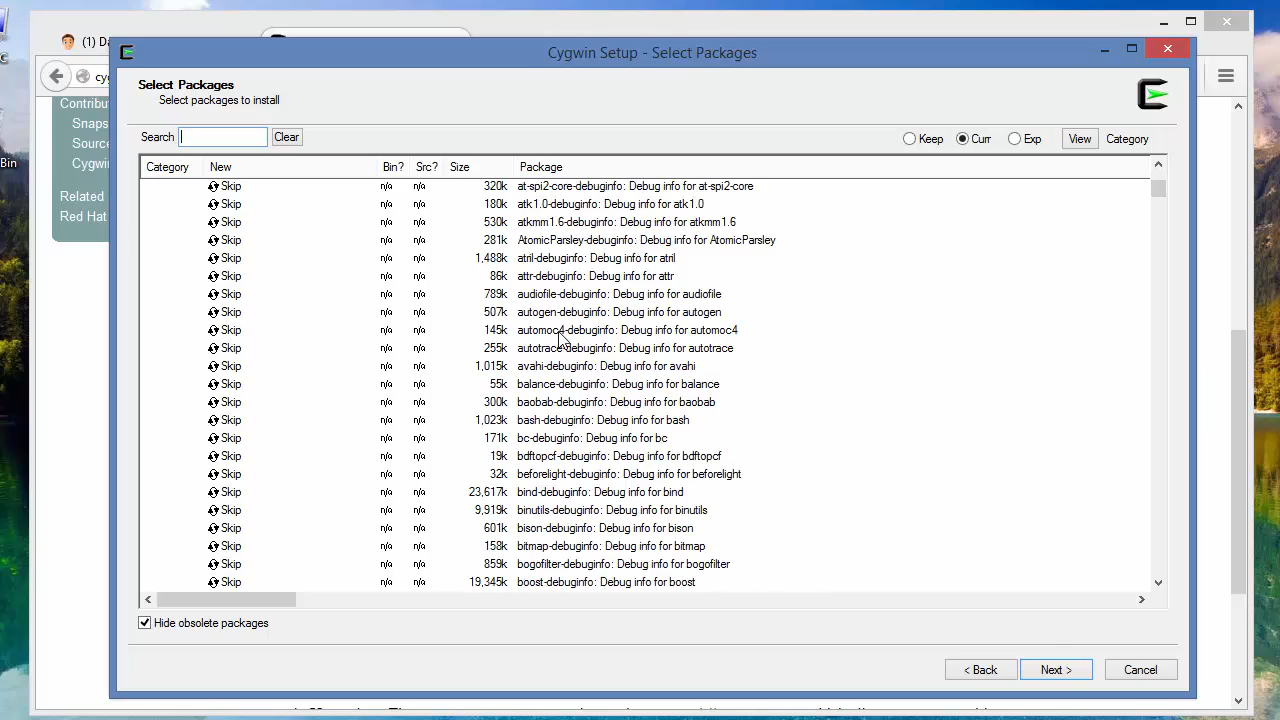 (1) Da
Cygwin Setup - Select Packages
cy
Contribu
Snaps
Source
Cygwin
Related
Red Hat
Bin
Select Packages
Select packages to install
Search Clear Keep Curr Exp View Category
Category New Bin? Src? Size Package
Skip n/a n/a 320k at-spi2-core-debuginfo: Debug info for at-spi2-core
Skip n/a n/a 180k atk1.0-debuginfo: Debug info for atk1.0
Skip n/a n/a 530k atkmm1.6-debuginfo: Debug info for atkmm1.6
Skip n/a n/a 281k AtomicParsley-debuginfo: Debug info for AtomicParsley
Skip n/a n/a 1,488k atril-debuginfo: Debug info for atril
Skip n/a n/a 86k attr-debuginfo: Debug info for attr
Skip n/a n/a 789k audiofile-debuginfo: Debug info for audiofile
Skip n/a n/a 507k autogen-debuginfo: Debug info for autogen
Skip n/a n/a 145k automoc4-debuginfo: Debug info for automoc4
Skip n/a n/a 255k autotrace-debuginfo: Debug info for autotrace
Skip n/a n/a 1,015k avahi-debuginfo: Debug info for avahi
Skip n/a n/a 55k balance-debuginfo: Debug info for balance
Skip n/a n/a 300k baobab-debuginfo: Debug info for baobab
Skip n/a n/a 1,023k bash-debuginfo: Debug info for bash
Skip n/a n/a 171k bc-debuginfo: Debug info for bc
Skip n/a n/a 19k bdftopcf-debuginfo: Debug info for bdftopcf
Skip n/a n/a 32k beforelight-debuginfo: Debug info for beforelight
Skip n/a n/a 23,617k bind-debuginfo: Debug info for bind
Skip n/a n/a 9,919k binutils-debuginfo: Debug info for binutils
Skip n/a n/a 601k bison-debuginfo: Debug info for bison
Skip n/a n/a 158k bitmap-debuginfo: Debug info for bitmap
Skip n/a n/a 859k bogofilter-debuginfo: Debug info for bogofilter
Skip n/a n/a 19,345k boost-debuginfo: Debug info for boost
Hide obsolete packages
< Back Next > Cancel